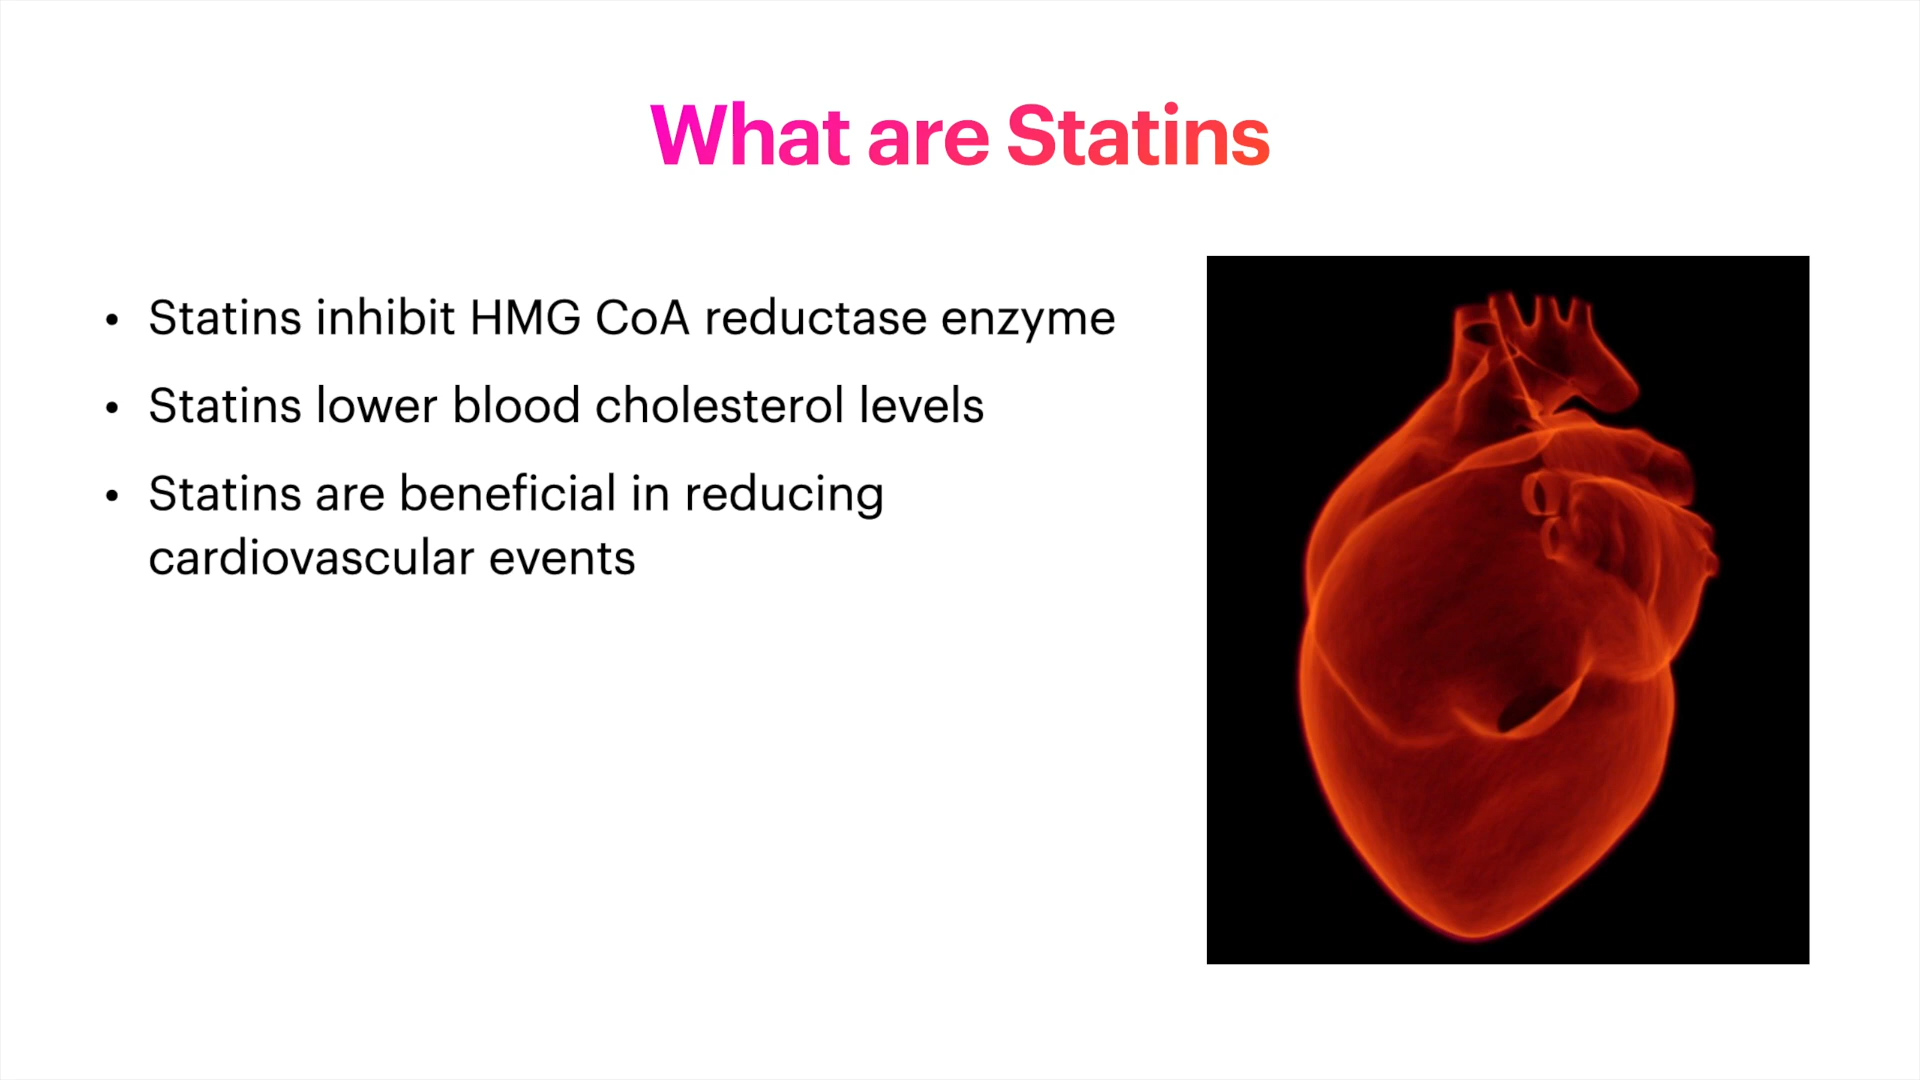 What are Statins
• Statins inhibit HMG CoA reductase enzyme
• Statins lower blood cholesterol levels
• Statins are beneficial in reducing
cardiovascular events